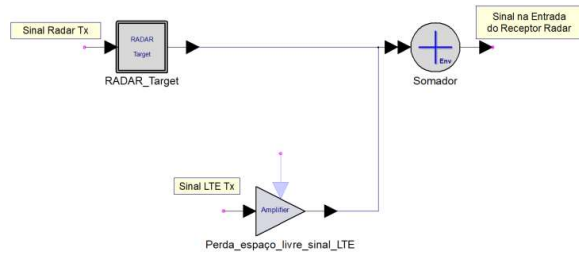 Sinal Radar Tx
RADAR
Target
RADAR_Target
Sinal na Entrada
do Receptor Radar
Env
Somador
Sinal LTE Tx
Amplifier
Perda_espaço_livre_sinal_LTE